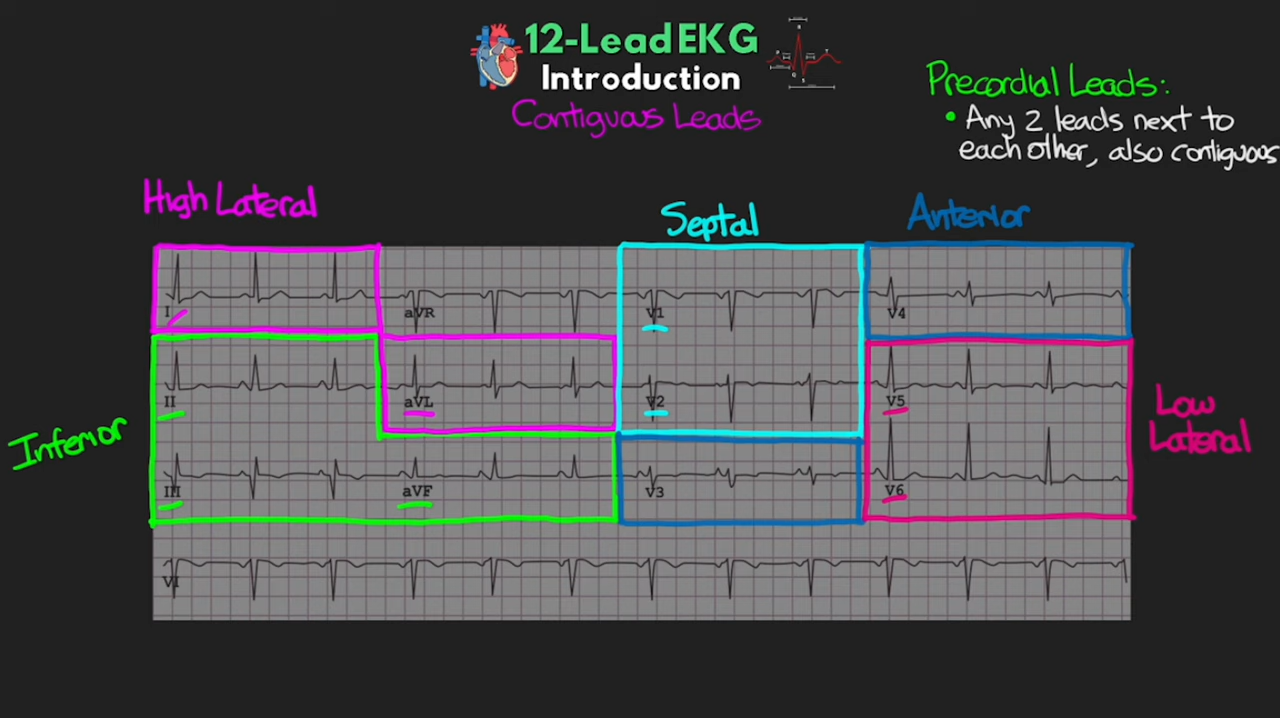 12-Lead EKG
Introduction
Contiguous Leads
Precordial Leads:
• Any 2 leads next to
each other, also contiguous
High Lateral
Septal
Anterior
I
aVR
V1
V4
II
aVL
V2
V5
Inferior
Low
Lateral
III
aVF
V3
V6
VI